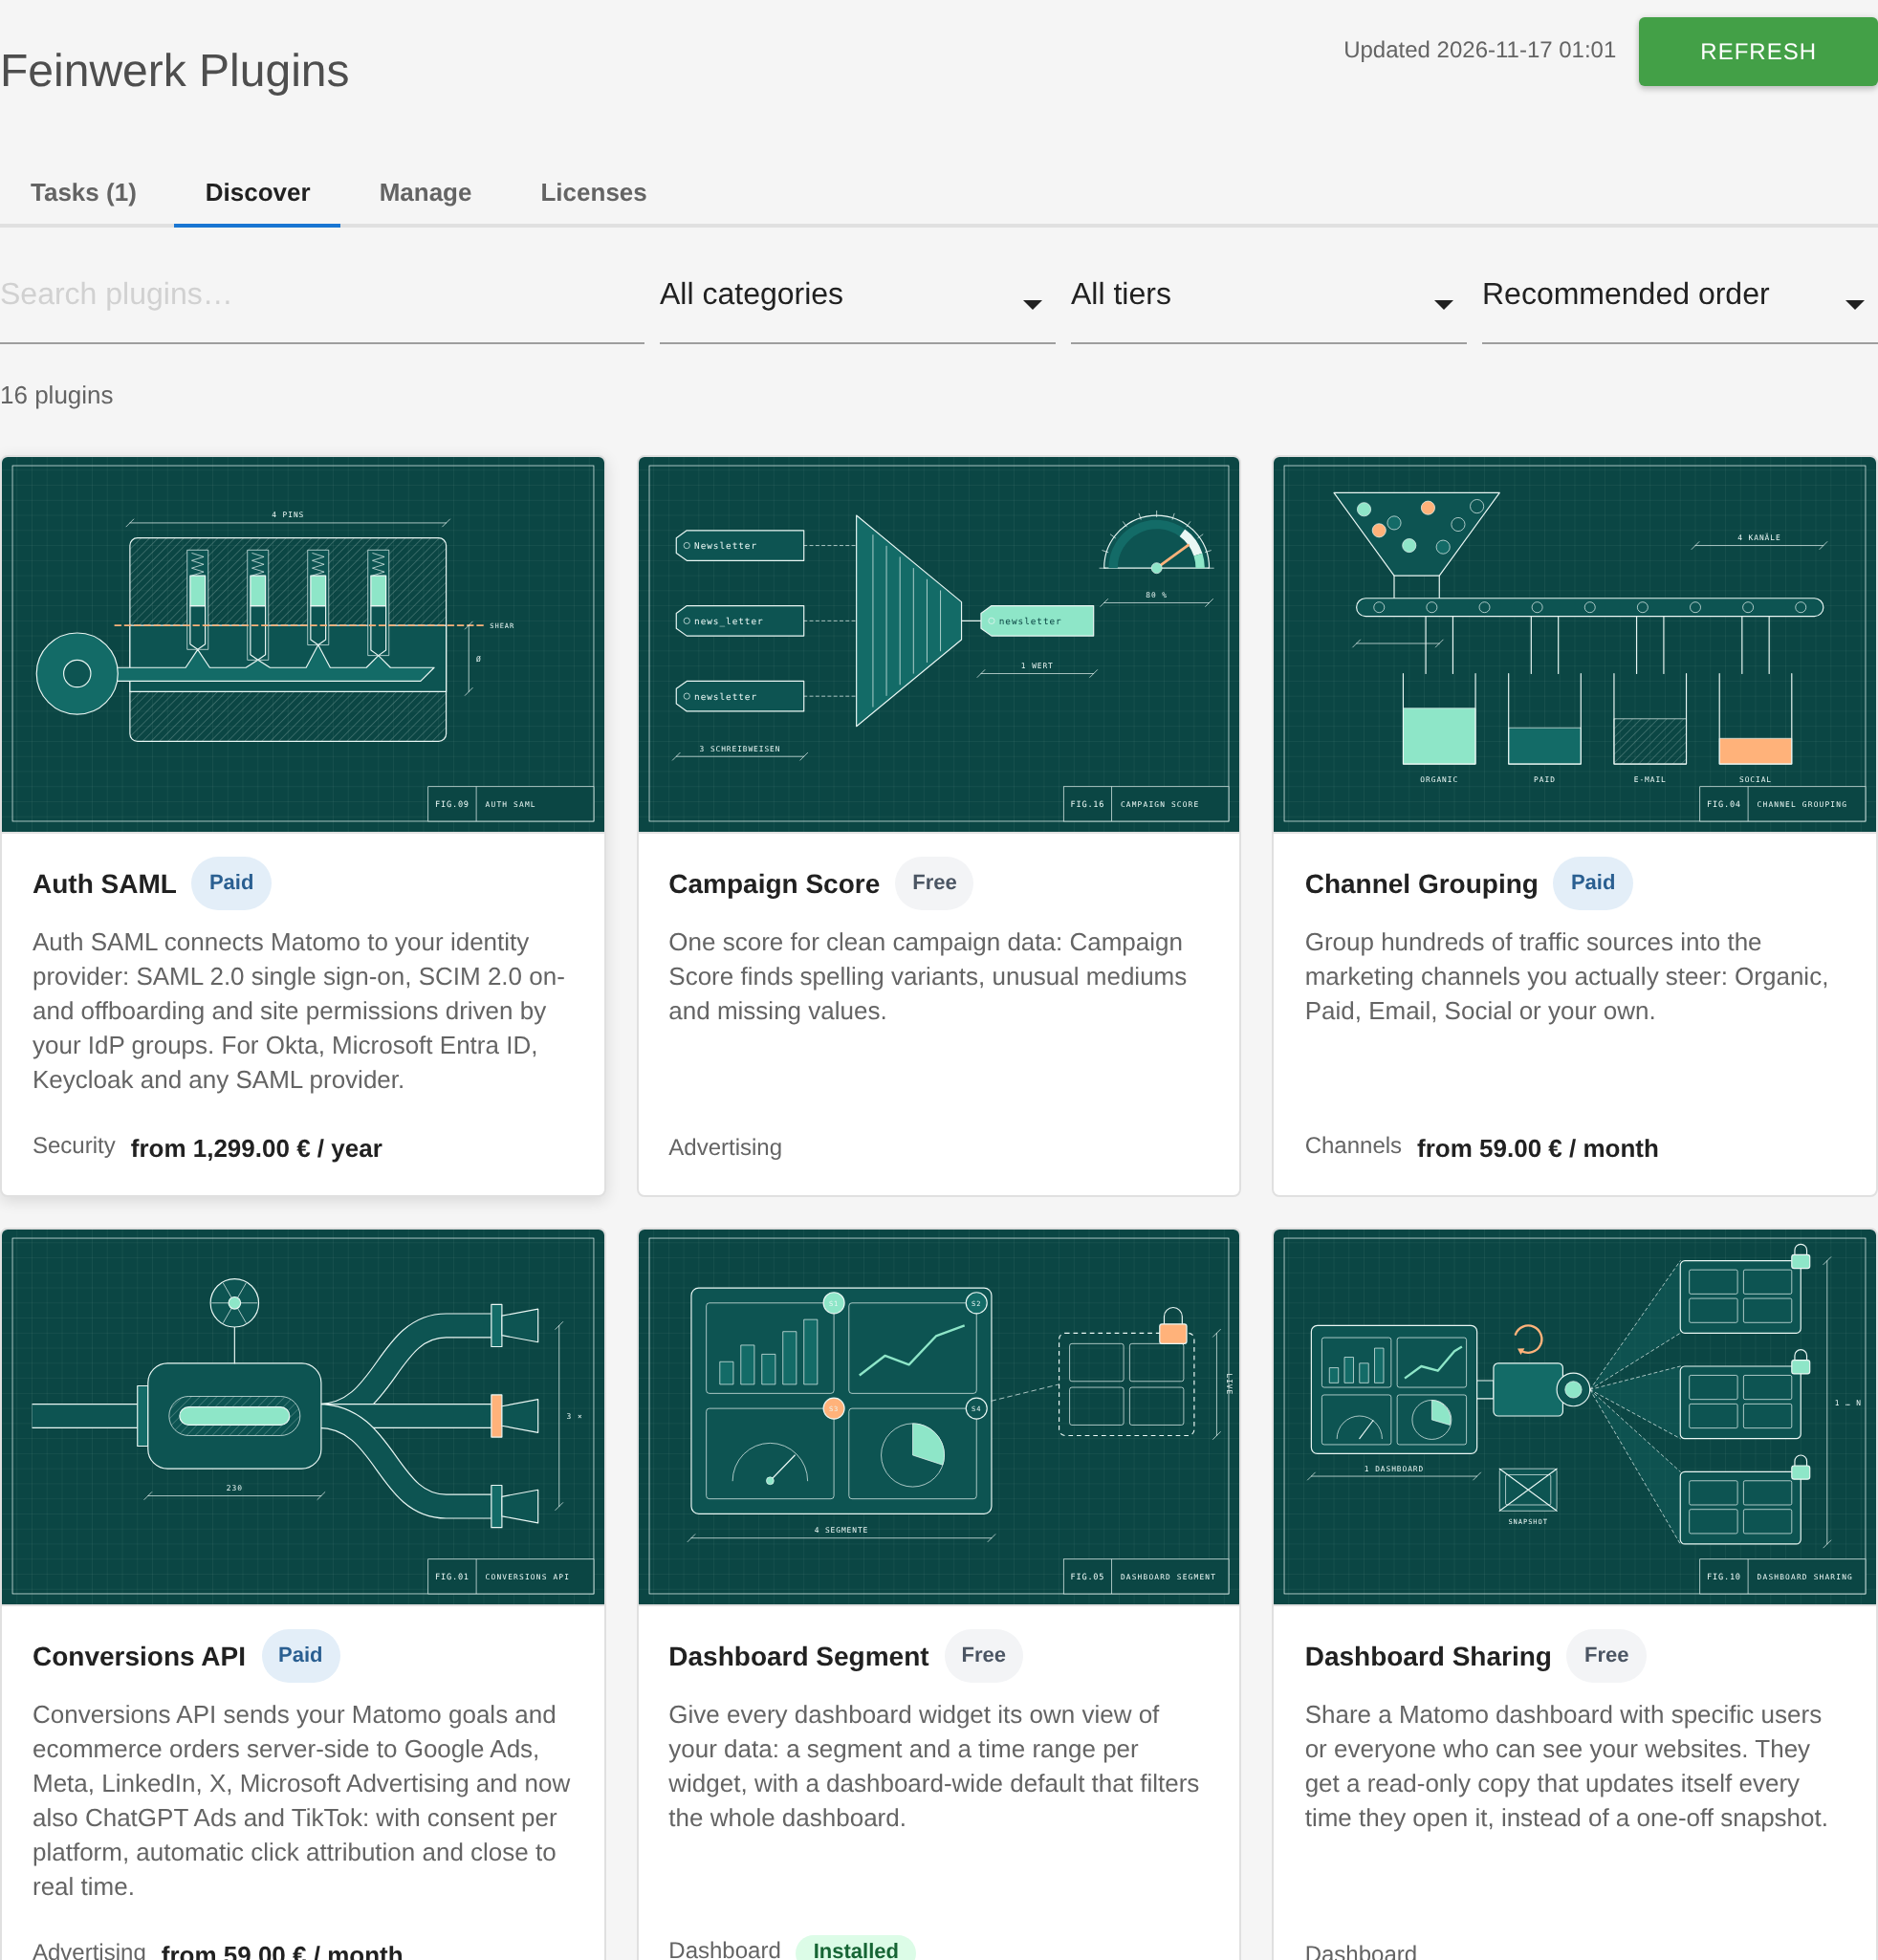 Feinwerk Plugins
Updated 2026-11-17 01:01
REFRESH
Tasks (1)
Discover
Manage
Licenses
Search plugins…
All categories
All tiers
Recommended order
16 plugins
4 PINS
SHEAR
Ø
FIG.09
AUTH SAML
Newsletter
news_letter
newsletter
newsletter
80 %
1 WERT
3 SCHREIBWEISEN
FIG.16
CAMPAIGN SCORE
4 KANÄLE
ORGANIC
PAID
E-MAIL
SOCIAL
FIG.04
CHANNEL GROUPING
Auth SAML
Paid
Auth SAML connects Matomo to your identity
provider: SAML 2.0 single sign-on, SCIM 2.0 on-
and offboarding and site permissions driven by
your IdP groups. For Okta, Microsoft Entra ID,
Keycloak and any SAML provider.
Security
from 1,299.00 € / year
Campaign Score
Free
One score for clean campaign data: Campaign
Score finds spelling variants, unusual mediums
and missing values.
Advertising
Channel Grouping
Paid
Group hundreds of traffic sources into the
marketing channels you actually steer: Organic,
Paid, Email, Social or your own.
Channels
from 59.00 € / month
230
3 ×
FIG.01
CONVERSIONS API
S1
S2
S3
S4
LIVE
4 SEGMENTE
FIG.05
DASHBOARD SEGMENT
1 DASHBOARD
SNAPSHOT
1 … N
FIG.10
DASHBOARD SHARING
Conversions API
Paid
Conversions API sends your Matomo goals and
ecommerce orders server-side to Google Ads,
Meta, LinkedIn, X, Microsoft Advertising and now
also ChatGPT Ads and TikTok: with consent per
platform, automatic click attribution and close to
real time.
Advertising
from 59.00 € / month
Dashboard Segment
Free
Give every dashboard widget its own view of
your data: a segment and a time range per
widget, with a dashboard-wide default that filters
the whole dashboard.
Dashboard
Installed
Dashboard Sharing
Free
Share a Matomo dashboard with specific users
or everyone who can see your websites. They
get a read-only copy that updates itself every
time they open it, instead of a one-off snapshot.
Dashboard